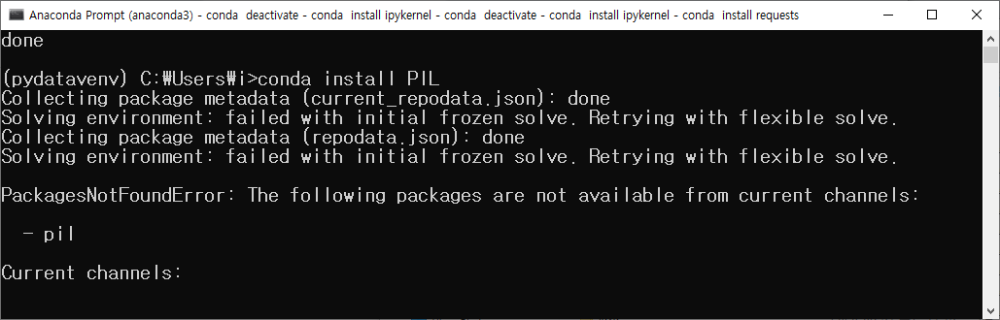 Anaconda Prompt (anaconda3) - conda  deactivate - conda  install ipykernel - conda  deactivate - conda  install ipykernel - conda  install requests
done
(pydatavenv) C:₩Users₩i>conda install PIL
Collecting package metadata (current_repodata.json): done
Solving environment: failed with initial frozen solve. Retrying with flexible solve.
Collecting package metadata (repodata.json): done
Solving environment: failed with initial frozen solve. Retrying with flexible solve.
PackagesNotFoundError: The following packages are not available from current channels:
- pil
Current channels: